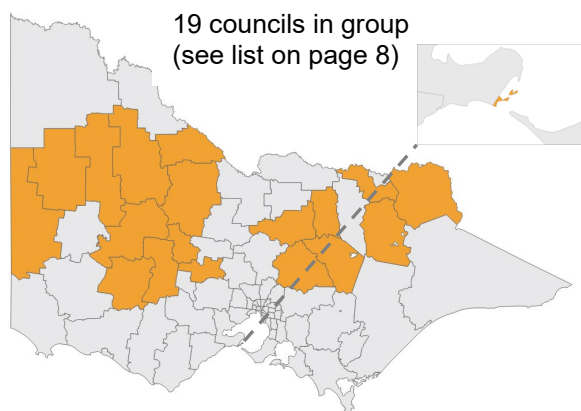 19 councils in group
(see list on page 8)